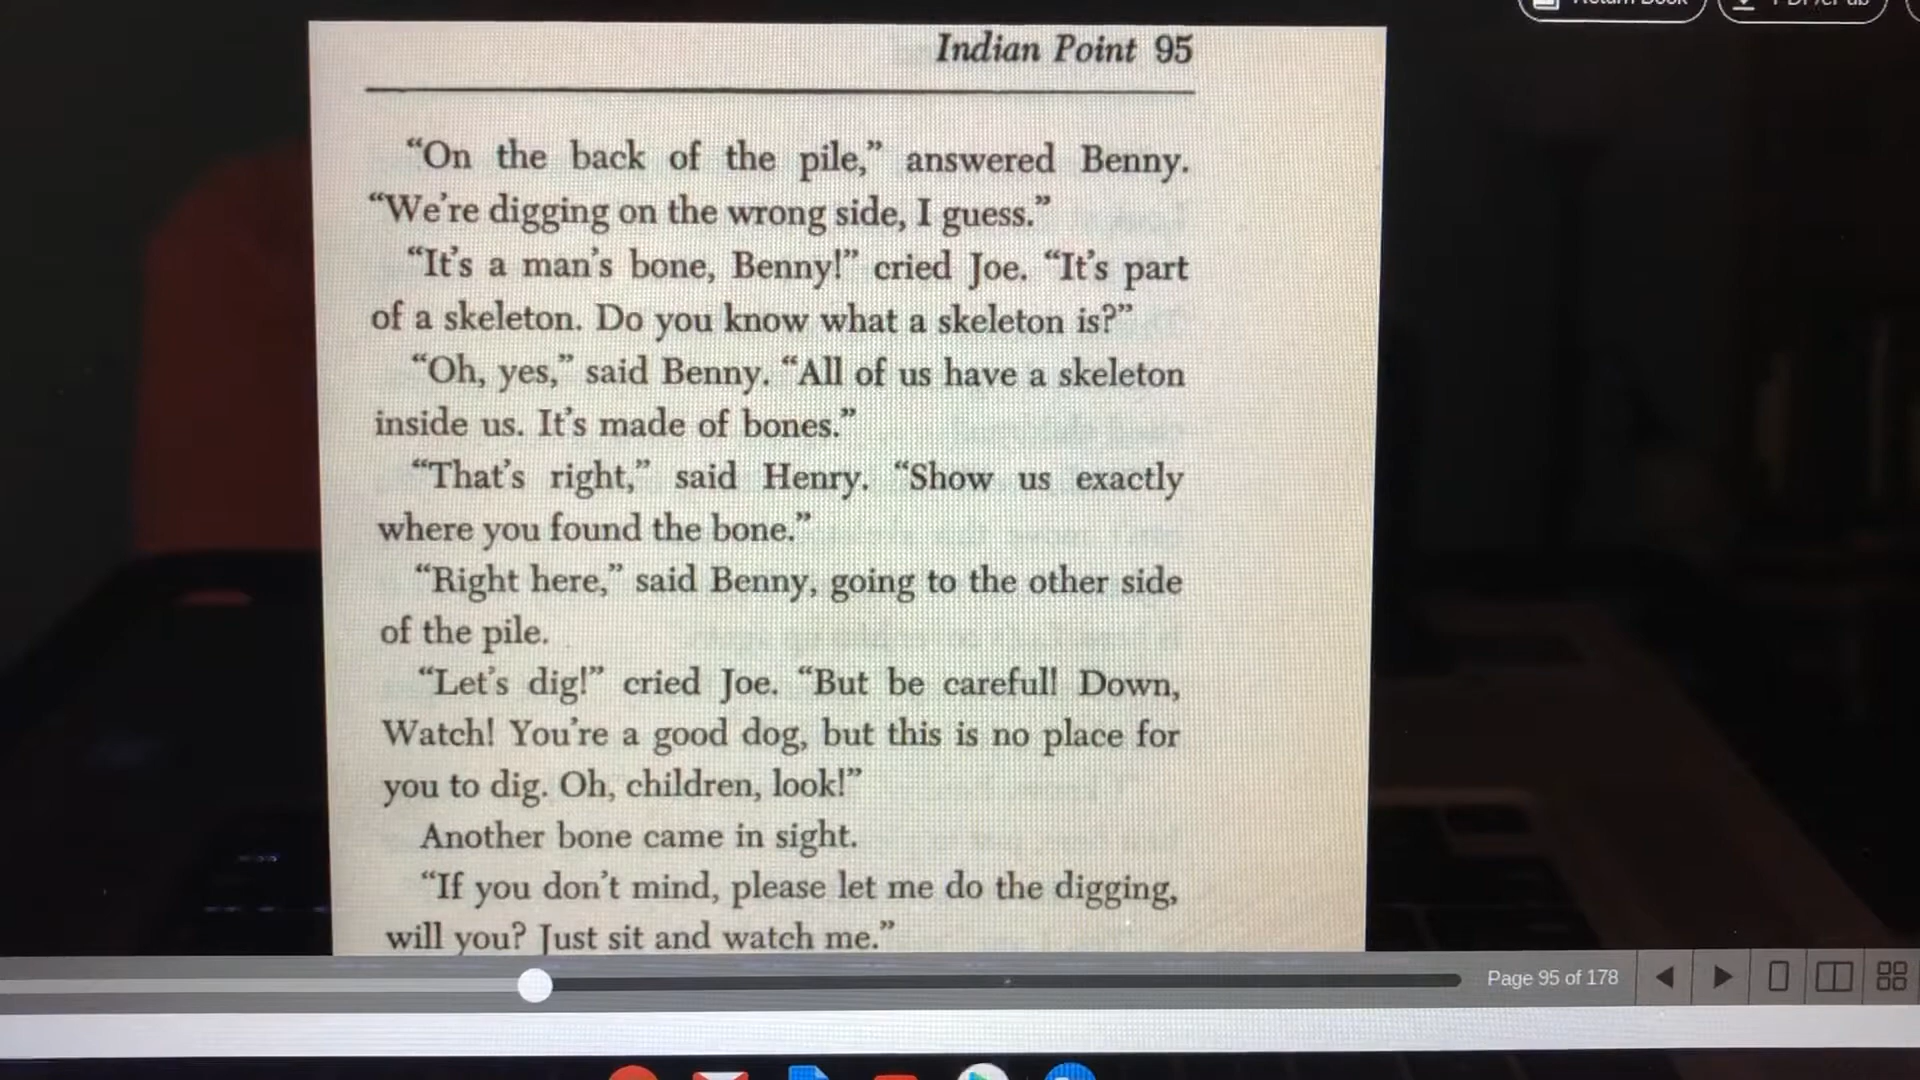 Indian Point 95
“On the back of the pile,” answered Benny.
“We're digging on the wrong side, I guess.”
“It's a man's bone, Benny!” cried Joe. “It's part
of a skeleton. Do you know what a skeleton is?”
“Oh, yes,” said Benny. “All of us have a skeleton
inside us. It's made of bones.”
“That's right,” said Henry. “Show us exactly
where you found the bone.”
“Right here,” said Benny, going to the other side
of the pile.
“Let's dig!” cried Joe. “But be careful! Down,
Watch! You're a good dog, but this is no place for
you to dig. Oh, children, look!”
Another bone came in sight.
“If you don't mind, please let me do the digging,
will you? Just sit and watch me.”
Page 95 of 178